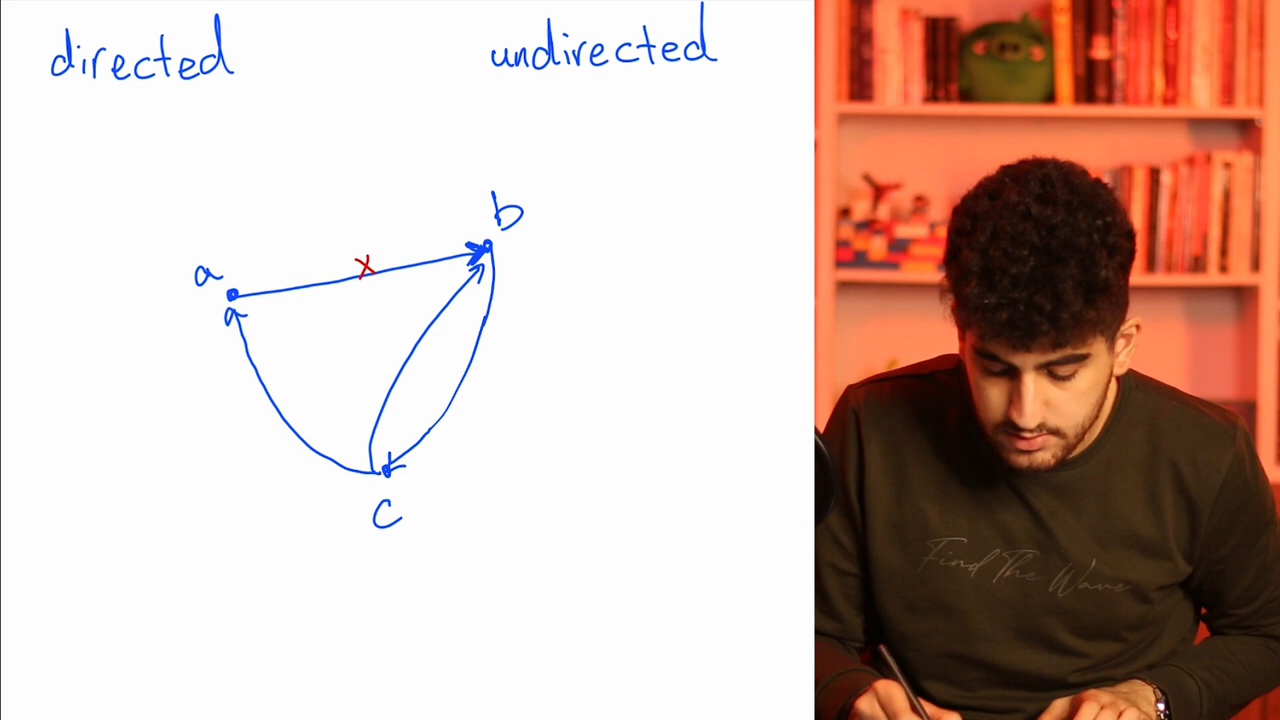 directed
undirected
b
a
x
c
Find The Wave